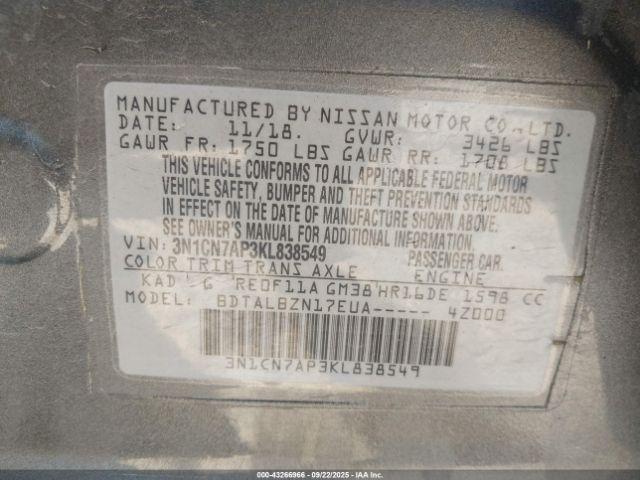 MANUFACTURED BY NISSAN MOTOR CO., LTD.
DATE: 11/18. GVWR: 3426 LBS
GAWR FR: 1750 LBS GAWR RR: 1708 LBS
THIS VEHICLE CONFORMS TO ALL APPLICABLE FEDERAL MOTOR
VEHICLE SAFETY, BUMPER AND THEFT PREVENTION STANDARDS
IN EFFECT ON THE DATE OF MANUFACTURE SHOWN ABOVE.
SEE OWNER'S MANUAL FOR ADDITIONAL INFORMATION.
VIN: 3N1CN7AP3KL838549 PASSENGER CAR.
COLOR TRIM TRANS AXLE ENGINE
KAD G RE0F11A GM38 HR16DE 1598 CC
MODEL: BDTALBZN17EUA----- 4Z000
3N1CN7AP3KL838549
000-43266966 09/22/2025 - IAA Auctions